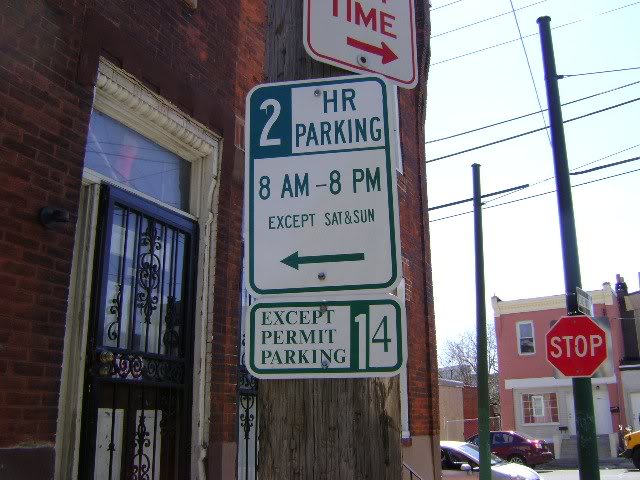 TIME
2 HR
PARKING
8 AM - 8 PM
EXCEPT SAT&SUN
EXCEPT
PERMIT
PARKING
14
STOP